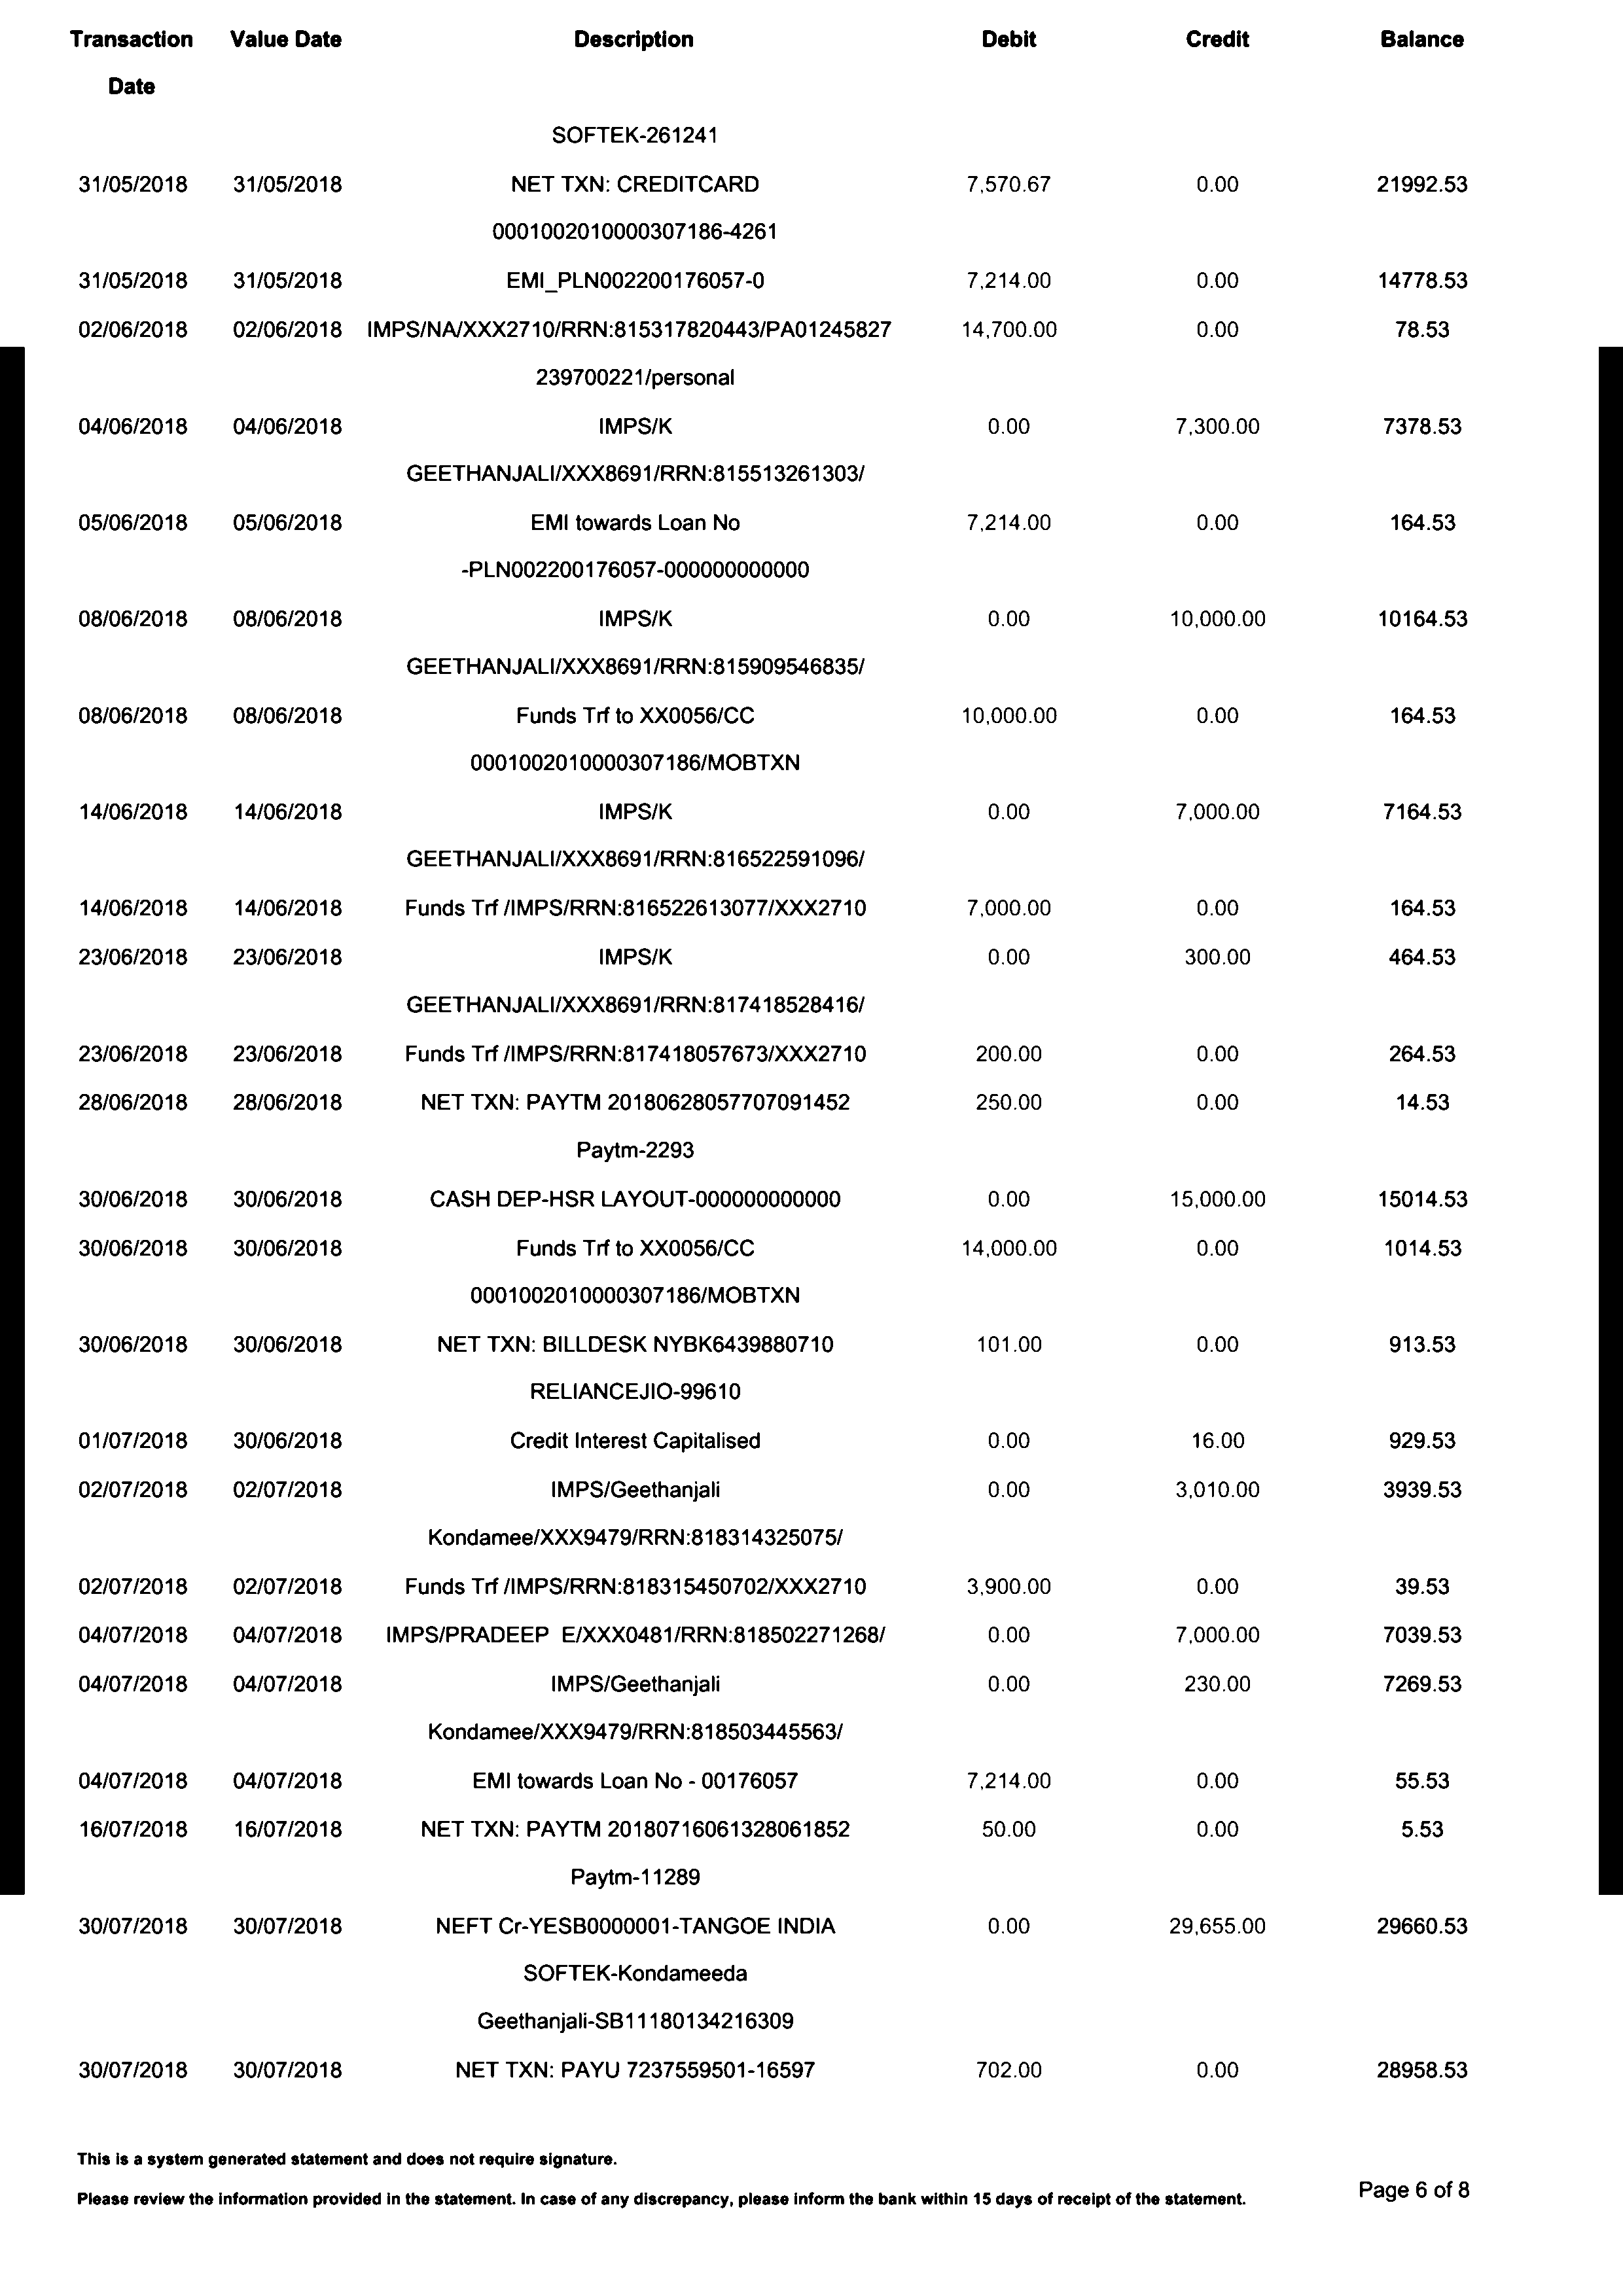 Transaction Value Date Description Debit Credit Balance
Date
SOFTEK-261241
31/05/2018 31/05/2018 NET TXN: CREDITCARD 7,570.67 0.00 21992.53
0001002010000307186-4261
31/05/2018 31/05/2018 EMI_PLN002200176057-0 7,214.00 0.00 14778.53
02/06/2018 02/06/2018 IMPS/NA/XXX2710/RRN:815317820443/PA01245827 14,700.00 0.00 78.53
239700221/personal
04/06/2018 04/06/2018 IMPS/K 0.00 7,300.00 7378.53
GEETHANJALI/XXX8691/RRN:815513261303/
05/06/2018 05/06/2018 EMI towards Loan No 7,214.00 0.00 164.53
-PLN002200176057-000000000000
08/06/2018 08/06/2018 IMPS/K 0.00 10,000.00 10164.53
GEETHANJALI/XXX8691/RRN:815909546835/
08/06/2018 08/06/2018 Funds Trf to XX0056/CC 10,000.00 0.00 164.53
0001002010000307186/MOBTXN
14/06/2018 14/06/2018 IMPS/K 0.00 7,000.00 7164.53
GEETHANJALI/XXX8691/RRN:816522591096/
14/06/2018 14/06/2018 Funds Trf /IMPS/RRN:816522613077/XXX2710 7,000.00 0.00 164.53
23/06/2018 23/06/2018 IMPS/K 0.00 300.00 464.53
GEETHANJALI/XXX8691/RRN:817418528416/
23/06/2018 23/06/2018 Funds Trf /IMPS/RRN:817418057673/XXX2710 200.00 0.00 264.53
28/06/2018 28/06/2018 NET TXN: PAYTM 20180628057707091452 250.00 0.00 14.53
Paytm-2293
30/06/2018 30/06/2018 CASH DEP-HSR LAYOUT-000000000000 0.00 15,000.00 15014.53
30/06/2018 30/06/2018 Funds Trf to XX0056/CC 14,000.00 0.00 1014.53
0001002010000307186/MOBTXN
30/06/2018 30/06/2018 NET TXN: BILLDESK NYBK6439880710 101.00 0.00 913.53
RELIANCEJIO-99610
01/07/2018 30/06/2018 Credit Interest Capitalised 0.00 16.00 929.53
02/07/2018 02/07/2018 IMPS/Geethanjali 0.00 3,010.00 3939.53
Kondamee/XXX9479/RRN:818314325075/
02/07/2018 02/07/2018 Funds Trf /IMPS/RRN:818315450702/XXX2710 3,900.00 0.00 39.53
04/07/2018 04/07/2018 IMPS/PRADEEP  E/XXX0481/RRN:818502271268/ 0.00 7,000.00 7039.53
04/07/2018 04/07/2018 IMPS/Geethanjali 0.00 230.00 7269.53
Kondamee/XXX9479/RRN:818503445563/
04/07/2018 04/07/2018 EMI towards Loan No - 00176057 7,214.00 0.00 55.53
16/07/2018 16/07/2018 NET TXN: PAYTM 20180716061328061852 50.00 0.00 5.53
Paytm-11289
30/07/2018 30/07/2018 NEFT Cr-YESB0000001-TANGOE INDIA 0.00 29,655.00 29660.53
SOFTEK-Kondameeda
Geethanjali-SB11180134216309
30/07/2018 30/07/2018 NET TXN: PAYU 7237559501-16597 702.00 0.00 28958.53
This is a system generated statement and does not require signature.
Please review the information provided in the statement. In case of any discrepancy, please inform the bank within 15 days of receipt of the statement.
Page 6 of 8